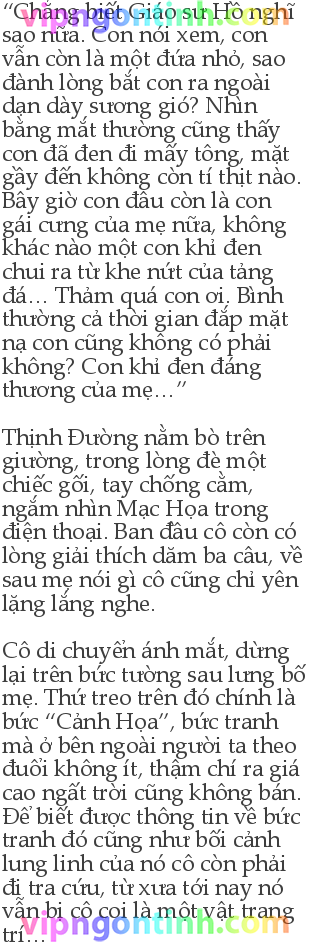 vipngontinh.com
“Chẳng biết Giáo sư Hồ nghĩ
sao nữa. Con nói xem, con
vẫn còn là một đứa nhỏ, sao
đành lòng bắt con ra ngoài
dạn dày sương gió? Nhìn
bằng mắt thường cũng thấy
con đã đen đi mấy tông, mặt
gầy đến không còn tí thịt nào.
Bây giờ con đâu còn là con
gái cưng của mẹ nữa, không
khác nào một con khỉ đen
chui ra từ khe nứt của tảng
đá… Thảm quá con ơi. Bình
thường cả thời gian đắp mặt
nạ con cũng không có phải
không? Con khỉ đen đáng
thương của mẹ…”
Thịnh Đường nằm bò trên
giường, trong lòng đè một
chiếc gối, tay chống cằm,
ngắm nhìn Mạc Họa trong
điện thoại. Ban đầu cô còn có
lòng giải thích dăm ba câu, về
sau mẹ nói gì cô cũng chỉ yên
lặng lắng nghe.
Cô di chuyển ánh mắt, dừng
lại trên bức tường sau lưng bố
mẹ. Thứ treo trên đó chính là
bức “Cảnh Họa”, bức tranh
mà ở bên ngoài người ta theo
đuổi không ít, thậm chí ra giá
cao ngất trời cũng không bán.
Để biết được thông tin về bức
tranh đó cũng như bối cảnh
lung linh của nó cô còn phải
đi tra cứu, từ xưa tới nay nó
vẫn bị cô coi là một vật trang
trí…
vipngontinh.com